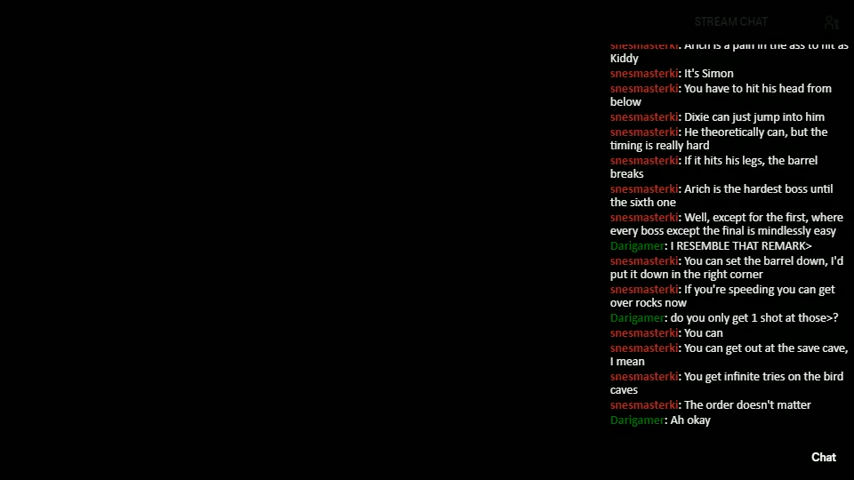 STREAM CHAT
snesmasterki: Arich is a pain in the ass to hit as
Kiddy
snesmasterki: It's Simon
snesmasterki: You have to hit his head from
below
snesmasterki: Dixie can just jump into him
snesmasterki: He theoretically can, but the
timing is really hard
snesmasterki: If it hits his legs, the barrel
breaks
snesmasterki: Arich is the hardest boss until
the sixth one
snesmasterki: Well, except for the first, where
every boss except the final is mindlessly easy
Darigamer: I RESEMBLE THAT REMARK>
snesmasterki: You can set the barrel down, I'd
put it down in the right corner
snesmasterki: If you're speeding you can get
over rocks now
Darigamer: do you only get 1 shot at those>?
snesmasterki: You can
snesmasterki: You can get out at the save cave,
I mean
snesmasterki: You get infinite tries on the bird
caves
snesmasterki: The order doesn't matter
Darigamer: Ah okay
Chat